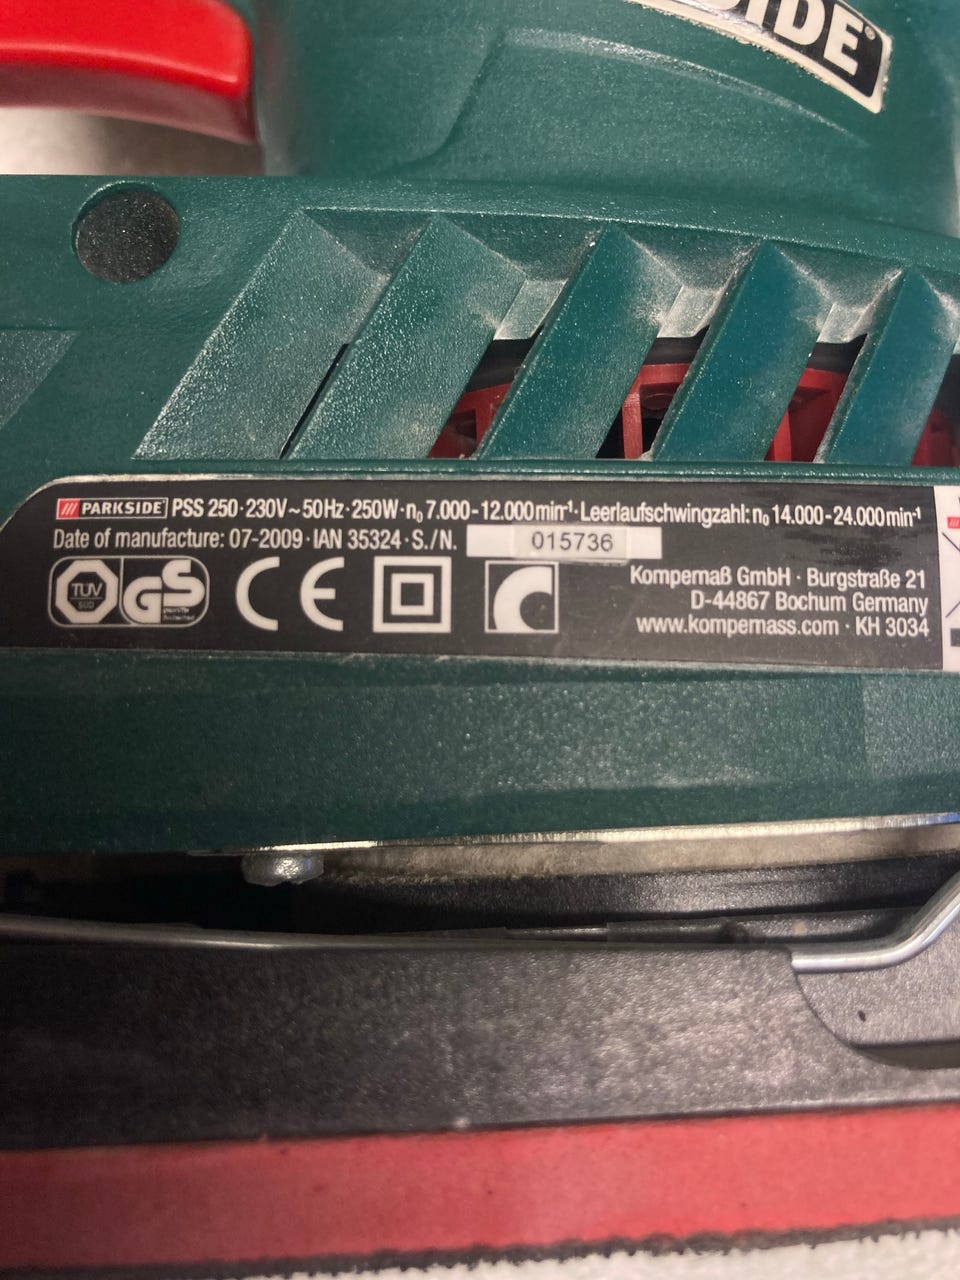 SIDE®
PARKSIDE® PSS 250 · 230V ~ 50Hz · 250W · n₀ 7.000 - 12.000 min⁻¹ · Leerlaufschwingzahl: n₀ 14.000 - 24.000 min⁻¹
Date of manufacture: 07-2009 · IAN 35324 · S./N. 015736
TÜV SÜD GS CE
Kompernaß GmbH · Burgstraße 21
D-44867 Bochum Germany
www.kompernass.com · KH 3034